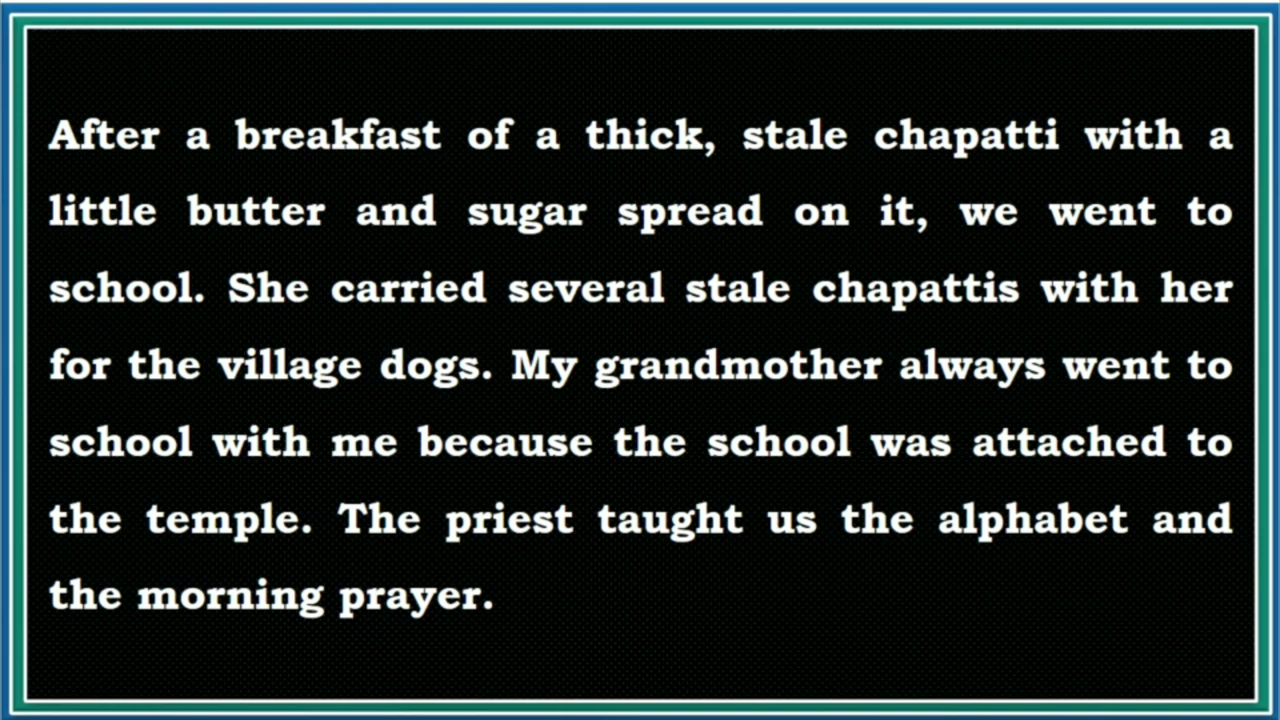 After a breakfast of a thick, stale chapatti with a
little butter and sugar spread on it, we went to
school. She carried several stale chapattis with her
for the village dogs. My grandmother always went to
school with me because the school was attached to
the temple. The priest taught us the alphabet and
the morning prayer.